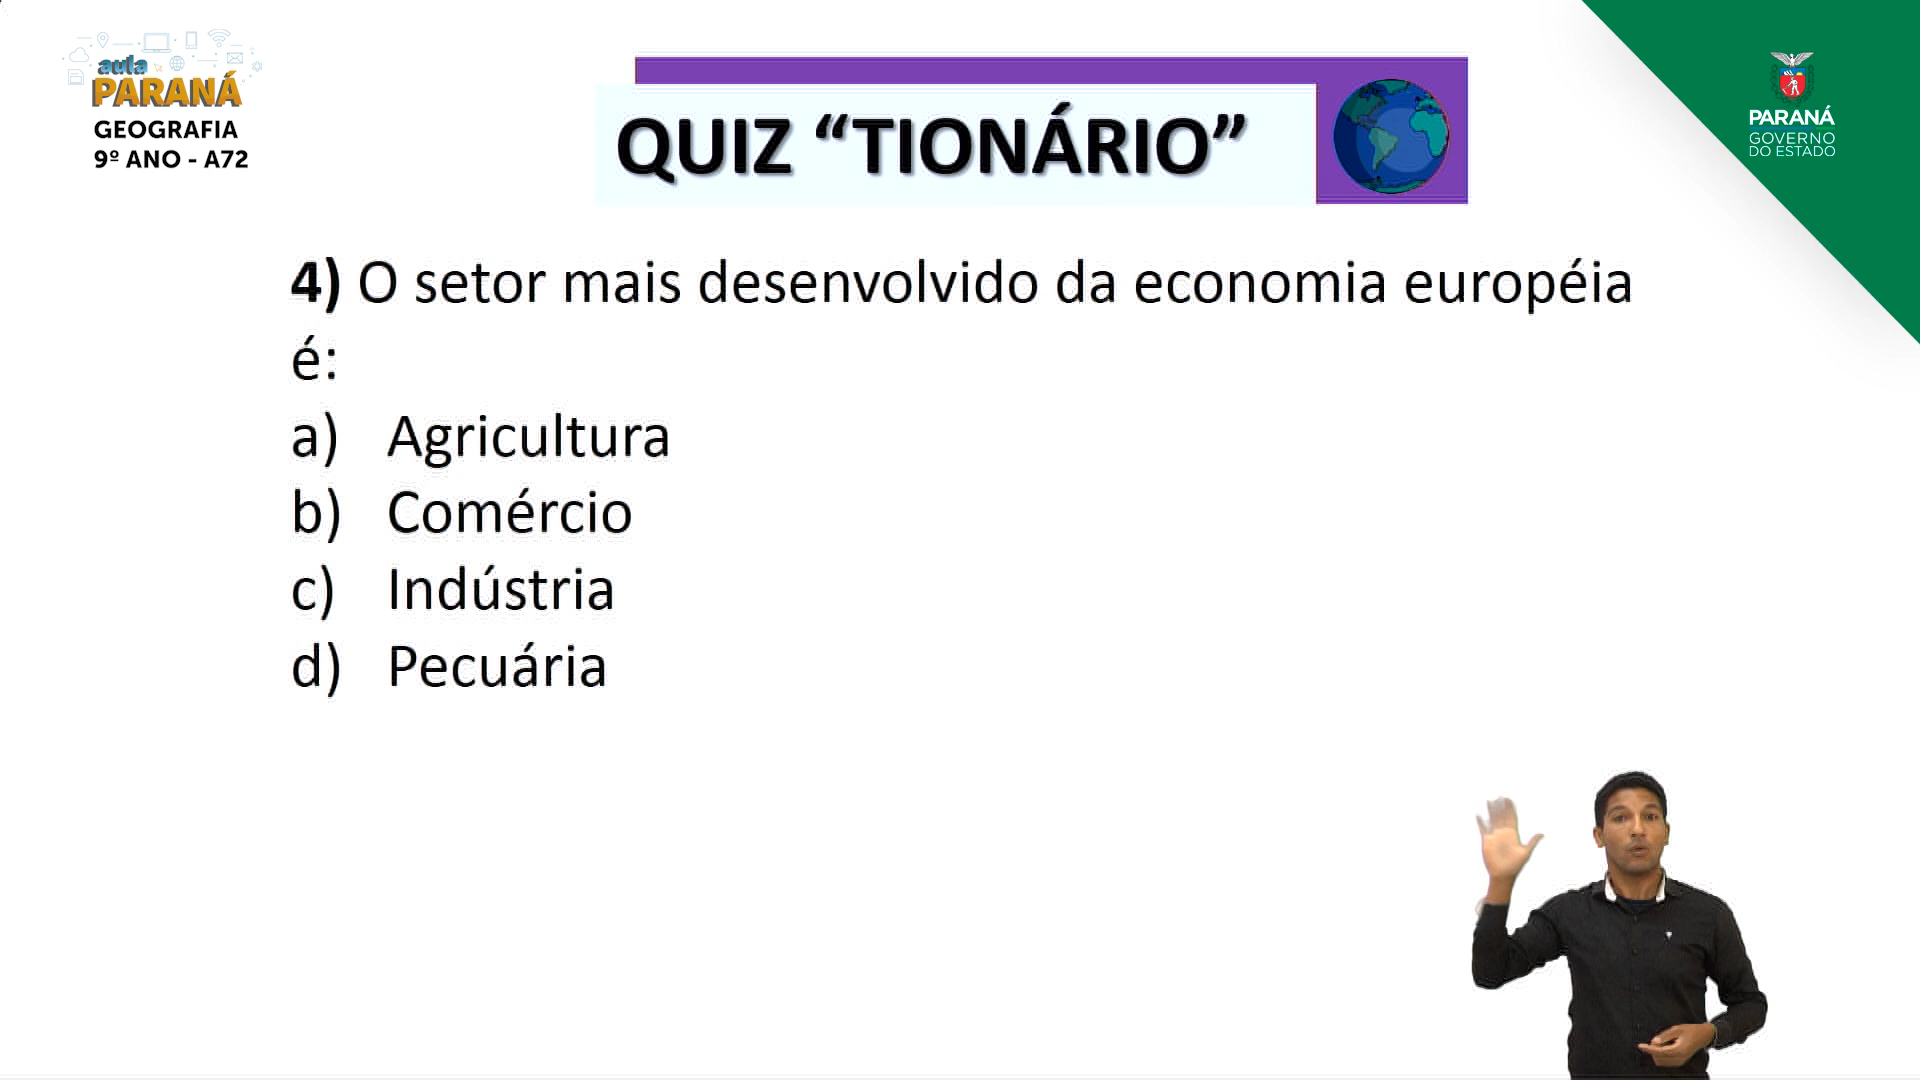 aula
PARANÁ
GEOGRAFIA
9º ANO - A72
QUIZ “TIONÁRIO”
PARANÁ
GOVERNO
DO ESTADO
4) O setor mais desenvolvido da economia européia
é:
a) Agricultura
b) Comércio
c) Indústria
d) Pecuária